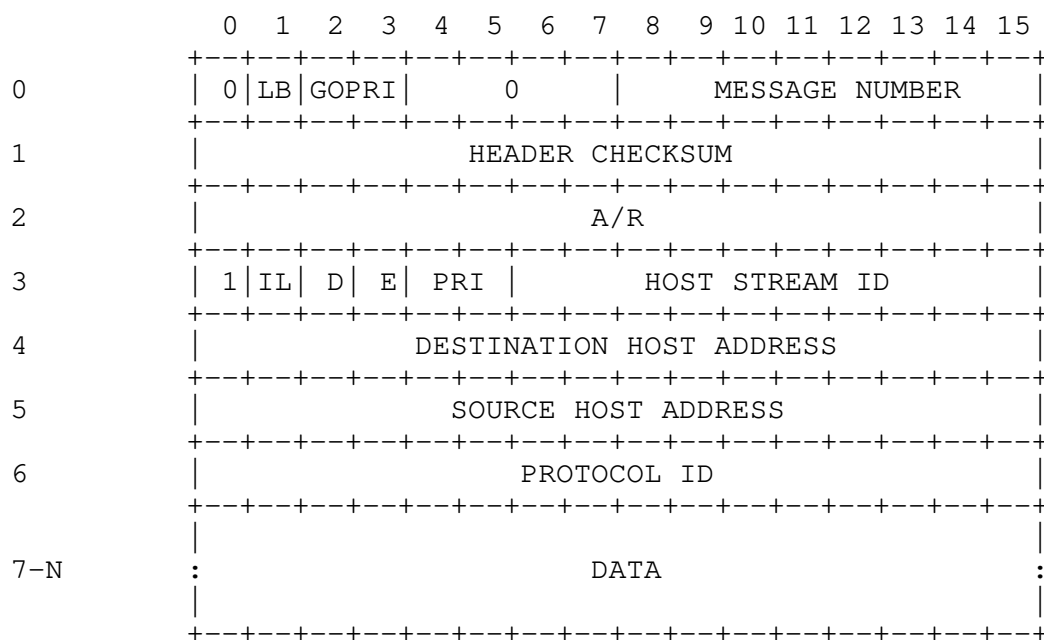 0 1 2 3 4 5 6 7 8 9 10 11 12 13 14 15
+--+--+--+--+--+--+--+--+--+--+--+--+--+--+--+--+
0 | 0|LB|GOPRI| 0 | MESSAGE NUMBER |
+--+--+--+--+--+--+--+--+--+--+--+--+--+--+--+--+
1 | HEADER CHECKSUM |
+--+--+--+--+--+--+--+--+--+--+--+--+--+--+--+--+
2 | A/R |
+--+--+--+--+--+--+--+--+--+--+--+--+--+--+--+--+
3 | 1|IL| D| E| PRI | HOST STREAM ID |
+--+--+--+--+--+--+--+--+--+--+--+--+--+--+--+--+
4 | DESTINATION HOST ADDRESS |
+--+--+--+--+--+--+--+--+--+--+--+--+--+--+--+--+
5 | SOURCE HOST ADDRESS |
+--+--+--+--+--+--+--+--+--+--+--+--+--+--+--+--+
6 | PROTOCOL ID |
+--+--+--+--+--+--+--+--+--+--+--+--+--+--+--+--+
| |
7-N : DATA :
| |
+--+--+--+--+--+--+--+--+--+--+--+--+--+--+--+--+